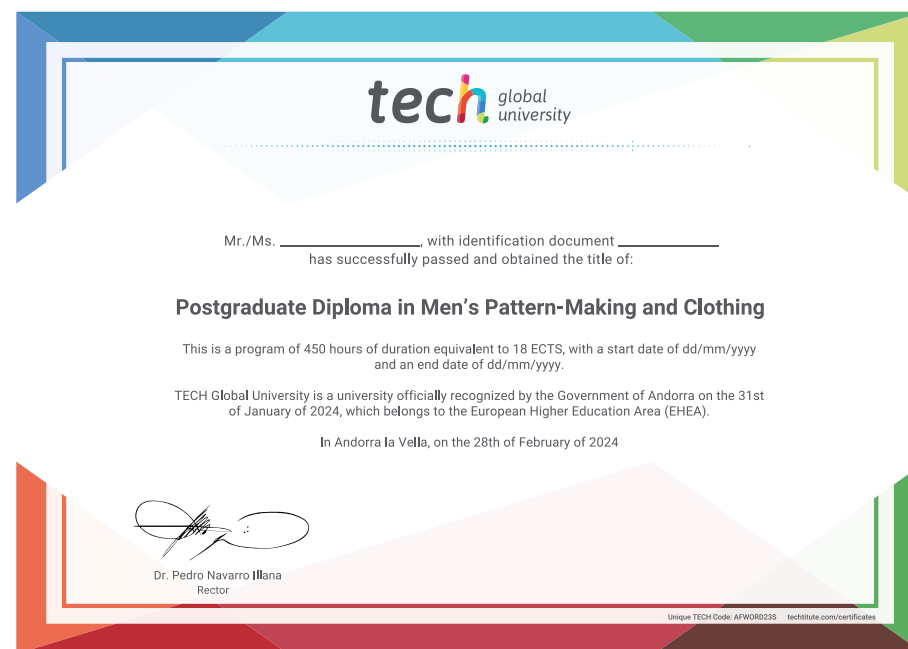 tech global
university
Mr./Ms. ____________, with identification document ____________
has successfully passed and obtained the title of:
Postgraduate Diploma in Men’s Pattern-Making and Clothing
This is a program of 450 hours of duration equivalent to 18 ECTS, with a start date of dd/mm/yyyy
and an end date of dd/mm/yyyy.
TECH Global University is a university officially recognized by the Government of Andorra on the 31st
of January of 2024, which belongs to the European Higher Education Area (EHEA).
In Andorra la Vella, on the 28th of February of 2024
Dr. Pedro Navarro Illana
Rector
Unique TECH Code: AFWORD23S techtitute.com/certificates